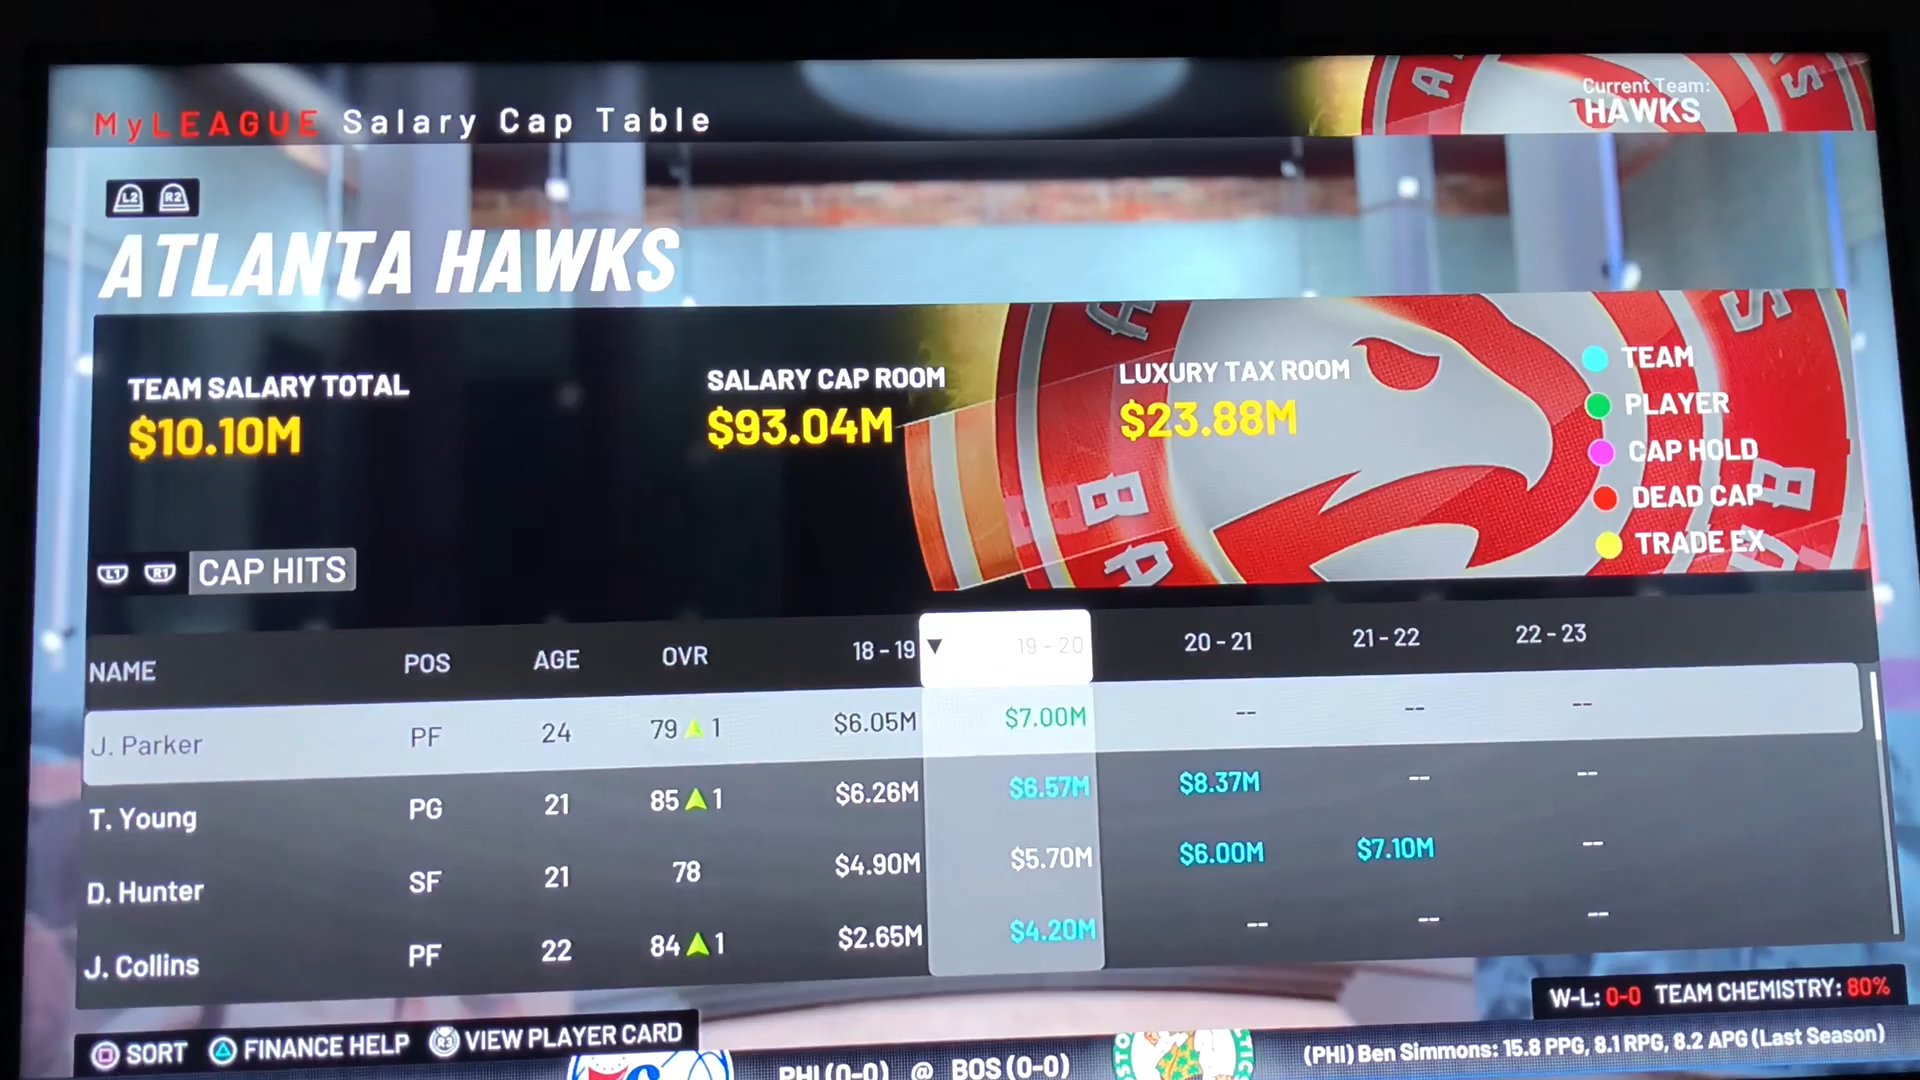 MyLEAGUE Salary Cap Table
Current Team:
HAWKS
L2 R2
ATLANTA HAWKS
TEAM SALARY TOTAL SALARY CAP ROOM LUXURY TAX ROOM
$10.10M $93.04M $23.88M
TEAM
PLAYER
CAP HOLD
DEAD CAP
TRADE EX
L1 R1 CAP HITS
NAME POS AGE OVR 18 - 19 19 - 20 20 - 21 21 - 22 22 - 23
J. Parker PF 24 79 1 $6.05M $7.00M -- -- --
T. Young PG 21 85 1 $6.26M $6.57M $8.37M -- --
D. Hunter SF 21 78 $4.90M $5.70M $6.00M $7.10M --
J. Collins PF 22 84 1 $2.65M $4.20M -- -- --
W-L: 0-0 TEAM CHEMISTRY: 80%
SORT FINANCE HELP R3 VIEW PLAYER CARD
PHI (0-0) @ BOS (0-0) (PHI) Ben Simmons: 15.8 PPG, 8.1 RPG, 8.2 APG (Last Season)